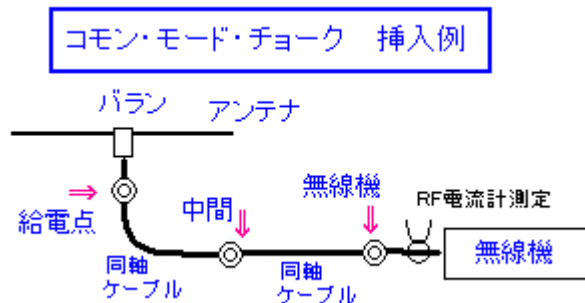 コモン・モード・チョーク 挿入例
バラン
アンテナ
給電点
中間
無線機
RF電流計測定
無線機
同軸
ケーブル
同軸
ケーブル